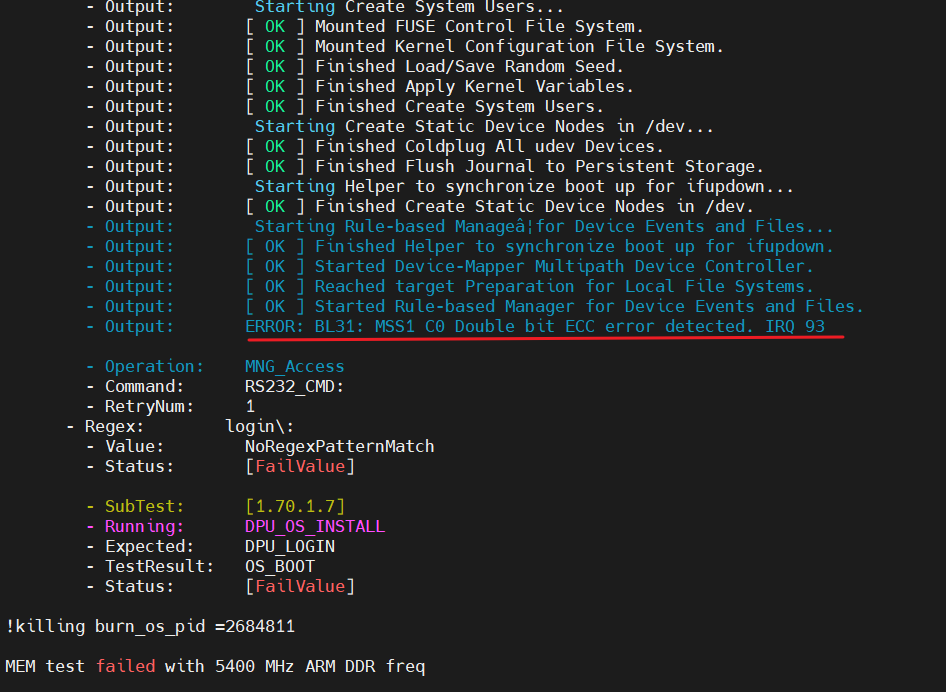 - Output: Starting Create System Users...
- Output: [ OK ] Mounted FUSE Control File System.
- Output: [ OK ] Mounted Kernel Configuration File System.
- Output: [ OK ] Finished Load/Save Random Seed.
- Output: [ OK ] Finished Apply Kernel Variables.
- Output: [ OK ] Finished Create System Users.
- Output: Starting Create Static Device Nodes in /dev...
- Output: [ OK ] Finished Coldplug All udev Devices.
- Output: [ OK ] Finished Flush Journal to Persistent Storage.
- Output: Starting Helper to synchronize boot up for ifupdown...
- Output: [ OK ] Finished Create Static Device Nodes in /dev.
- Output: Starting Rule-based Manageâ¦for Device Events and Files...
- Output: [ OK ] Finished Helper to synchronize boot up for ifupdown.
- Output: [ OK ] Started Device-Mapper Multipath Device Controller.
- Output: [ OK ] Reached target Preparation for Local File Systems.
- Output: [ OK ] Started Rule-based Manager for Device Events and Files.
- Output: ERROR: BL31: MSS1 C0 Double bit ECC error detected. IRQ 93
- Operation: MNG_Access
- Command: RS232_CMD:
- RetryNum: 1
- Regex: login\:
- Value: NoRegexPatternMatch
- Status: [FailValue]
- SubTest: [1.70.1.7]
- Running: DPU_OS_INSTALL
- Expected: DPU_LOGIN
- TestResult: OS_BOOT
- Status: [FailValue]
!killing burn_os_pid =2684811
MEM test failed with 5400 MHz ARM DDR freq